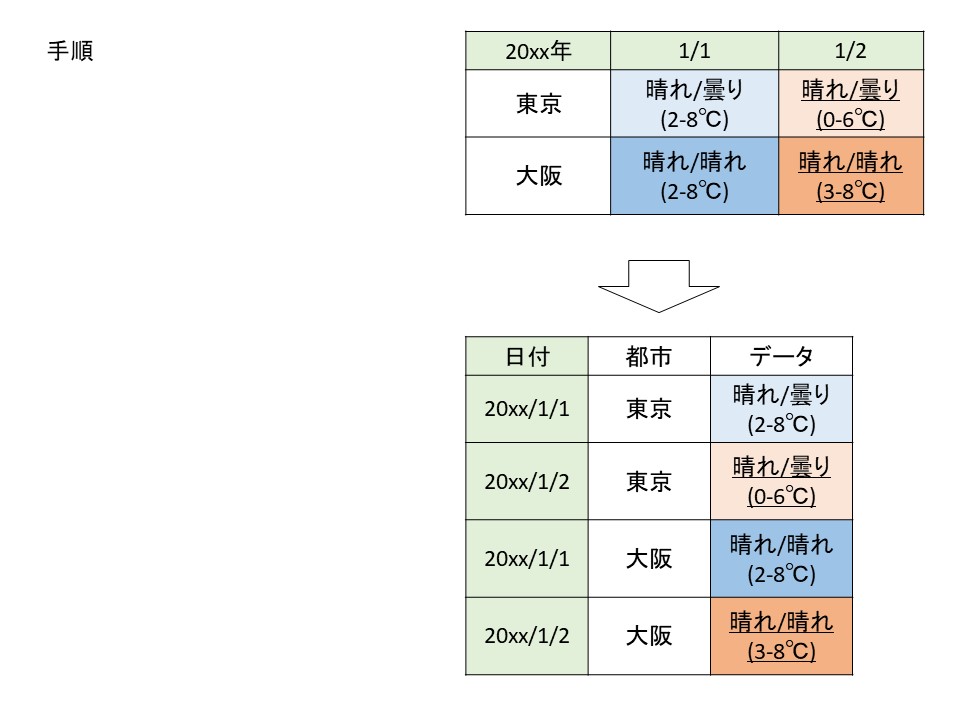 手順
20xx年 1/1 1/2
東京 晴れ/曇り 晴れ/曇り
(2-8℃) (0-6℃)
大阪 晴れ/晴れ 晴れ/晴れ
(2-8℃) (3-8℃)
日付 都市 データ
20xx/1/1 東京 晴れ/曇り
(2-8℃)
20xx/1/2 東京 晴れ/曇り
(0-6℃)
20xx/1/1 大阪 晴れ/晴れ
(2-8℃)
20xx/1/2 大阪 晴れ/晴れ
(3-8℃)